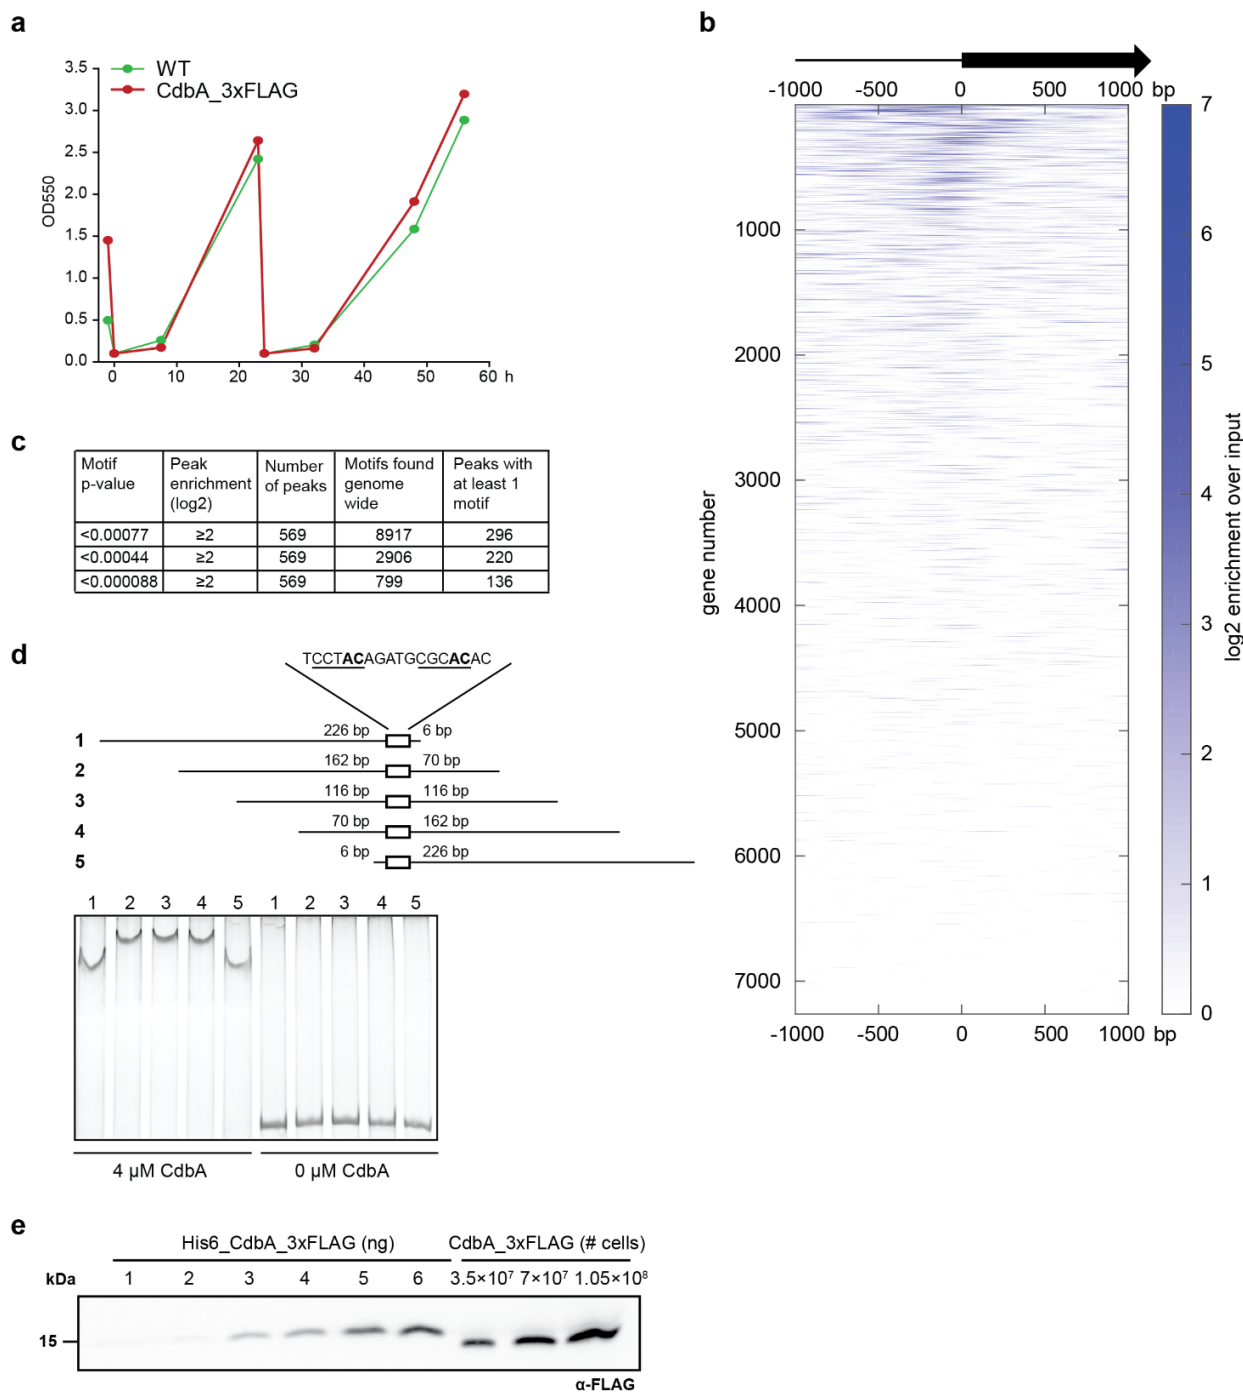 a
WT
CdbA_3xFLAG
3.5
3.0
2.5
2.0
1.5
1.0
0.5
0.0
OD550
0 10 20 30 40 50 60 h
b
-1000 -500 0 500 1000 bp
1000
2000
3000
4000
5000
6000
7000
gene number
-1000 -500 0 500 1000 bp
7
6
5
4
3
2
1
0
log2 enrichment over input
c
Motif p-value Peak enrichment (log2) Number of peaks Motifs found genome wide Peaks with at least 1 motif
<0.00077 ≥2 569 8917 296
<0.00044 ≥2 569 2906 220
<0.000088 ≥2 569 799 136
d
TCCTACAGATGCGCACAC
1 226 bp 6 bp
2 162 bp 70 bp
3 116 bp 116 bp
4 70 bp 162 bp
5 6 bp 226 bp
1 2 3 4 5 1 2 3 4 5
4 µM CdbA 0 µM CdbA
e
His6_CdbA_3xFLAG (ng) CdbA_3xFLAG (# cells)
kDa 1 2 3 4 5 6 3.5×10⁷ 7×10⁷ 1.05×10⁸
15
α-FLAG